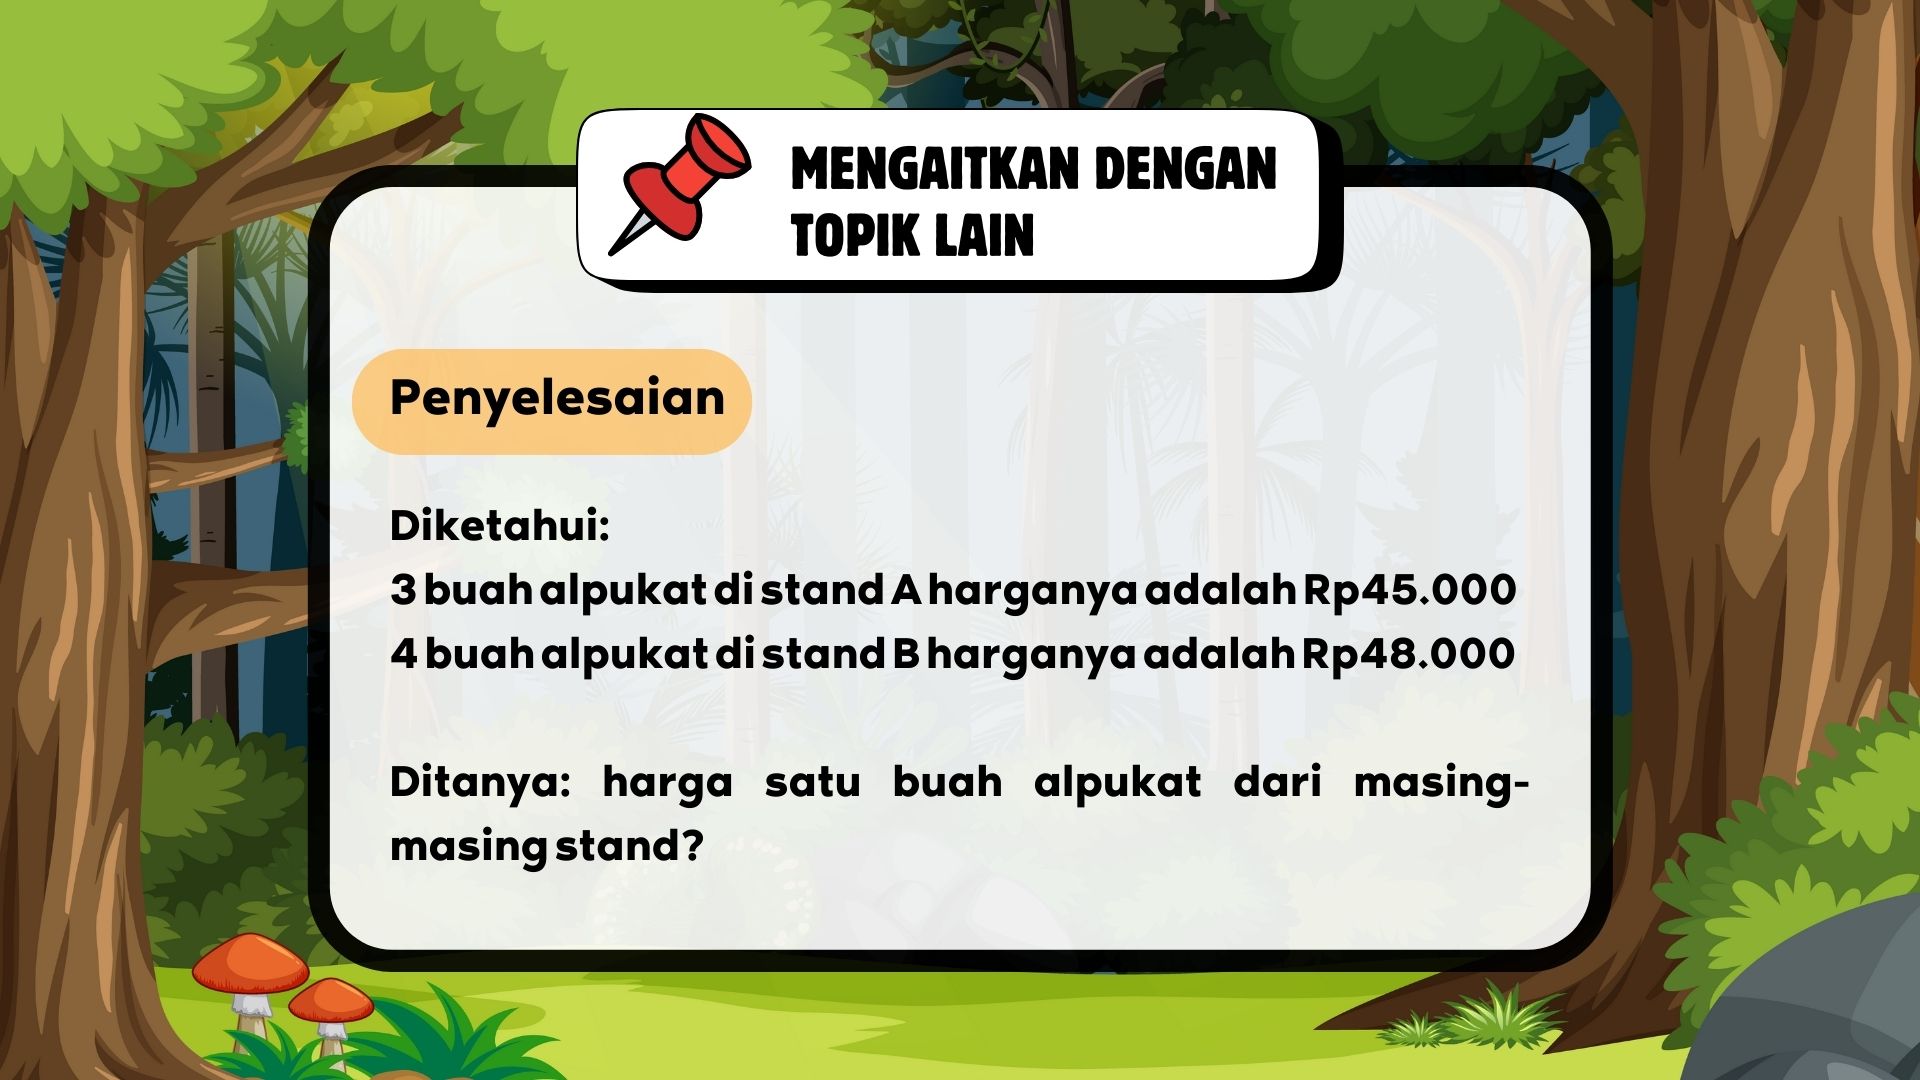 MENGAITKAN DENGAN
TOPIK LAIN
Penyelesaian
Diketahui:
3 buah alpukat di stand A harganya adalah Rp45.000
4 buah alpukat di stand B harganya adalah Rp48.000
Ditanya: harga satu buah alpukat dari masing-
masing stand?